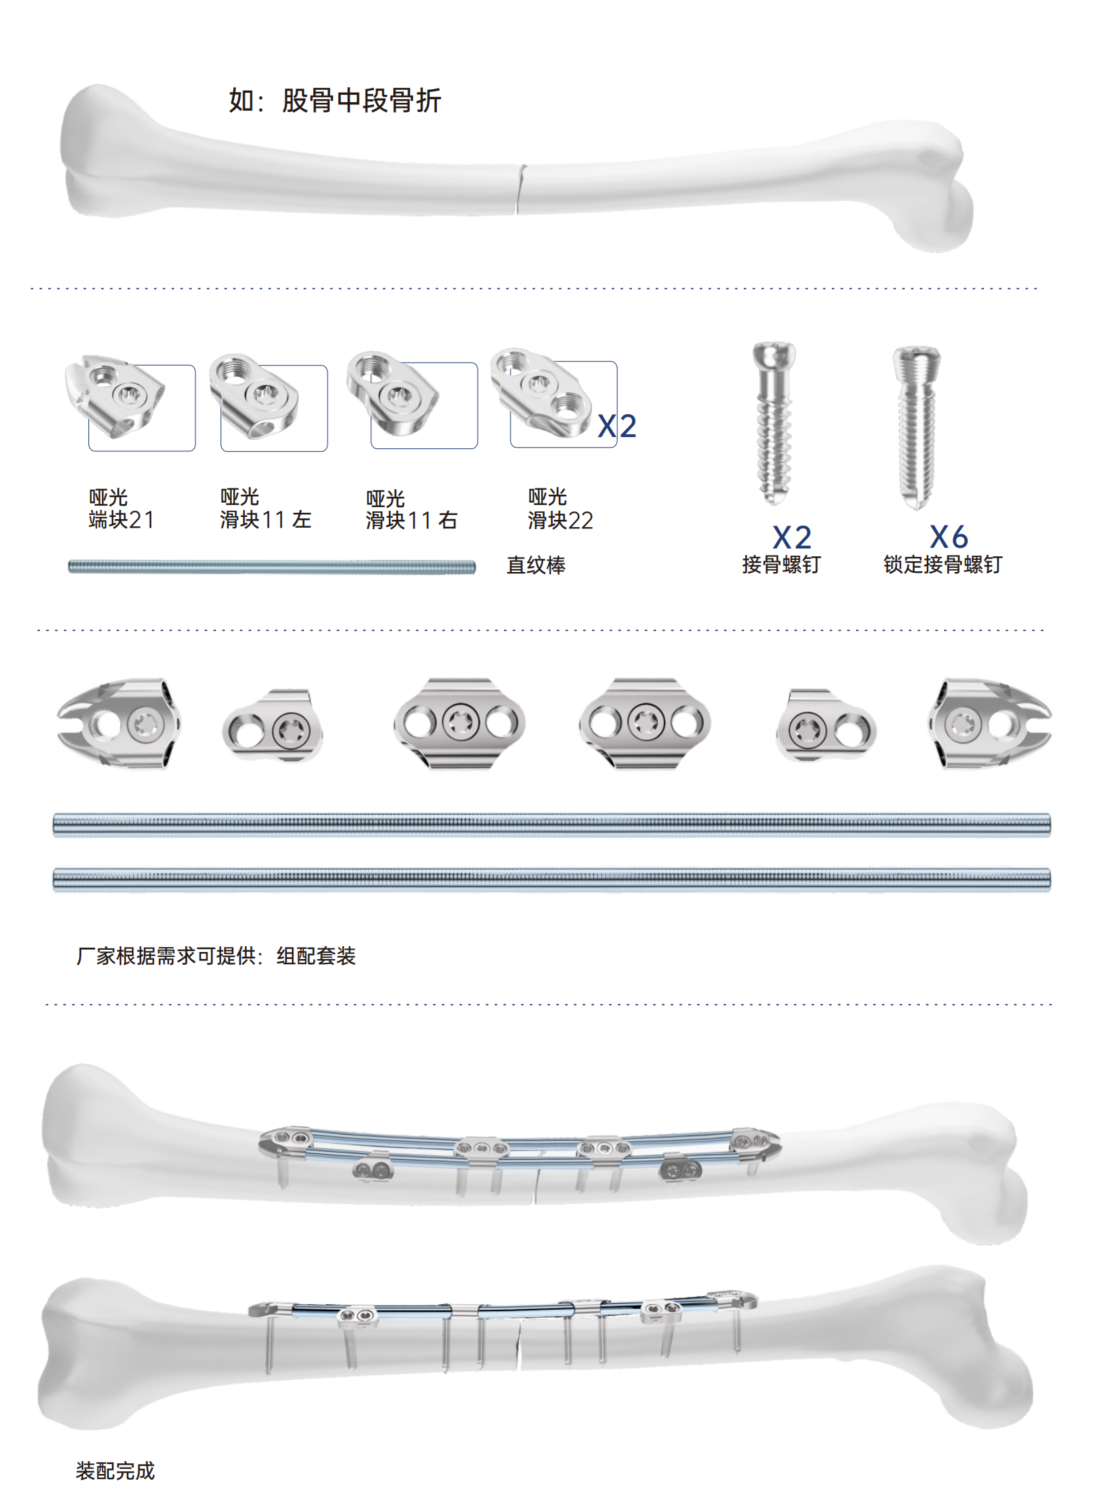 如：股骨中段骨折
哑光
端块21
哑光
滑块11 左
哑光
滑块11 右
哑光
滑块22
X2
直纹棒
X2
接骨螺钉
X6
锁定接骨螺钉
厂家根据需求可提供：组配套装
装配完成